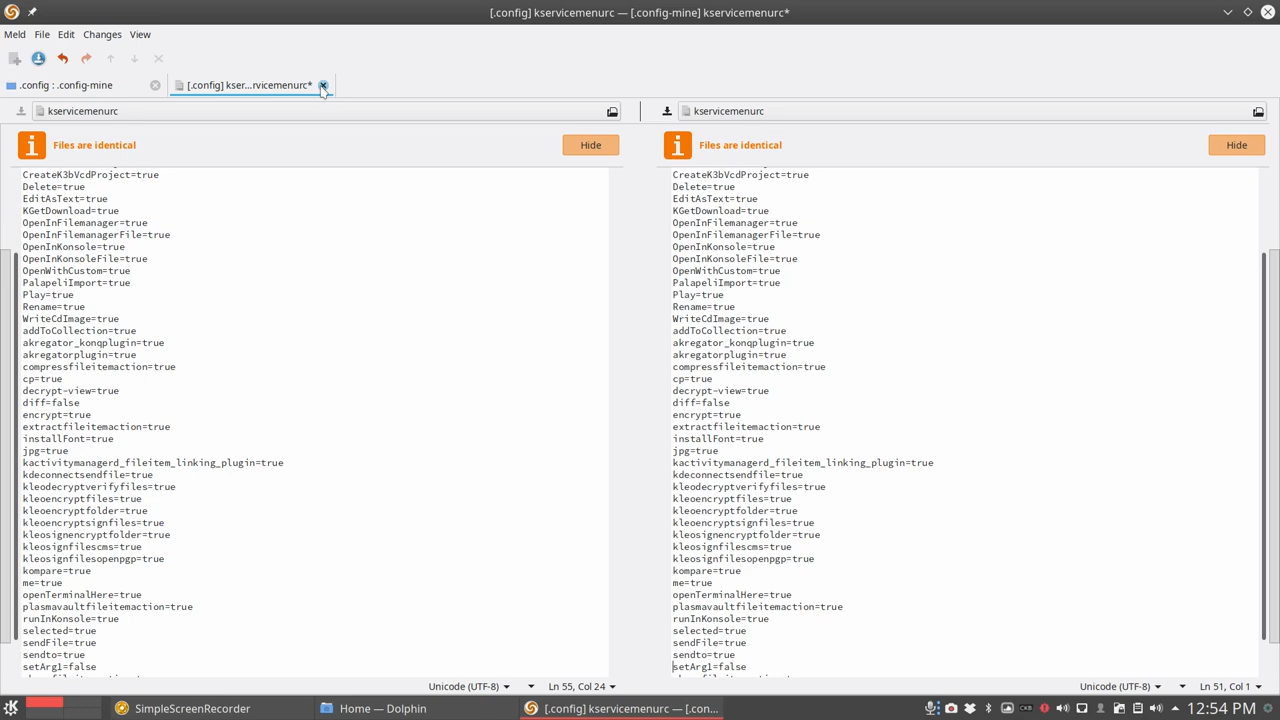 [.config] kservicemenurc — [.config-mine] kservicemenurc*
Meld File Edit Changes View
.config : .config-mine
[.config] kser...rvicemenurc*
kservicemenurc
Files are identical
Hide
CreateK3bVcdProject=true
Delete=true
EditAsText=true
KGetDownload=true
OpenInFilemanager=true
OpenInFilemanagerFile=true
OpenInKonsole=true
OpenInKonsoleFile=true
OpenWithCustom=true
PalapeliImport=true
Play=true
Rename=true
WriteCdImage=true
addToCollection=true
akregator_konqplugin=true
akregatorplugin=true
compressfileitemaction=true
cp=true
decrypt-view=true
diff=false
encrypt=true
extractfileitemaction=true
installFont=true
jpg=true
kactivitymanagerd_fileitem_linking_plugin=true
kdeconnectsendfile=true
kleodecryptverifyfiles=true
kleoencryptfiles=true
kleoencryptfolder=true
kleoencryptsignfiles=true
kleosignencryptfolder=true
kleosignfilescms=true
kleosignfilesopenpgp=true
kompare=true
me=true
openTerminalHere=true
plasmavaultfileitemaction=true
runInKonsole=true
selected=true
sendFile=true
sendto=true
setArg1=false
Unicode (UTF-8)
Ln 55, Col 24
kservicemenurc
Files are identical
Hide
CreateK3bVcdProject=true
Delete=true
EditAsText=true
KGetDownload=true
OpenInFilemanager=true
OpenInFilemanagerFile=true
OpenInKonsole=true
OpenInKonsoleFile=true
OpenWithCustom=true
PalapeliImport=true
Play=true
Rename=true
WriteCdImage=true
addToCollection=true
akregator_konqplugin=true
akregatorplugin=true
compressfileitemaction=true
cp=true
decrypt-view=true
diff=false
encrypt=true
extractfileitemaction=true
installFont=true
jpg=true
kactivitymanagerd_fileitem_linking_plugin=true
kdeconnectsendfile=true
kleodecryptverifyfiles=true
kleoencryptfiles=true
kleoencryptfolder=true
kleoencryptsignfiles=true
kleosignencryptfolder=true
kleosignfilescms=true
kleosignfilesopenpgp=true
kompare=true
me=true
openTerminalHere=true
plasmavaultfileitemaction=true
runInKonsole=true
selected=true
sendFile=true
sendto=true
setArg1=false
Unicode (UTF-8)
Ln 51, Col 1
SimpleScreenRecorder
Home — Dolphin
[.config] kservicemenurc — [.con...
12:54 PM